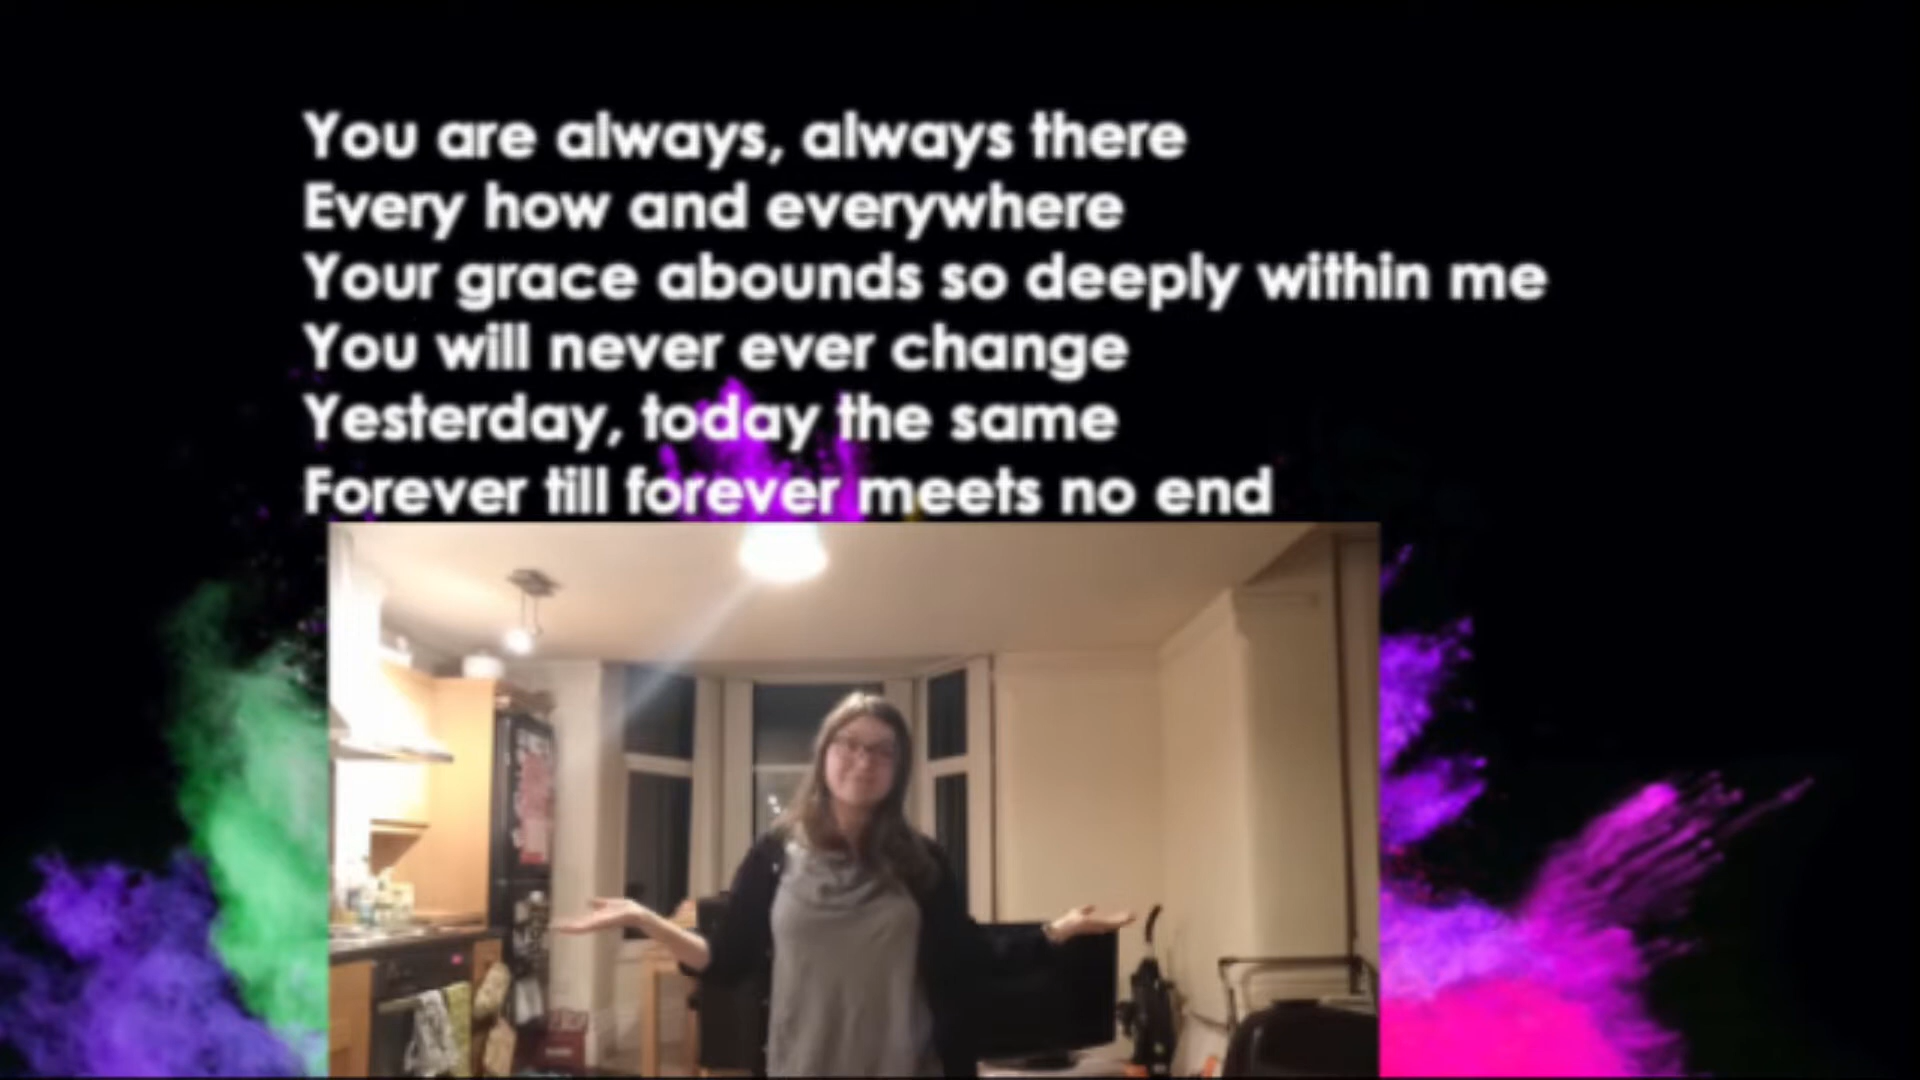 You are always, always there
Every how and everywhere
Your grace abounds so deeply within me
You will never ever change
Yesterday, today the same
Forever till forever meets no end